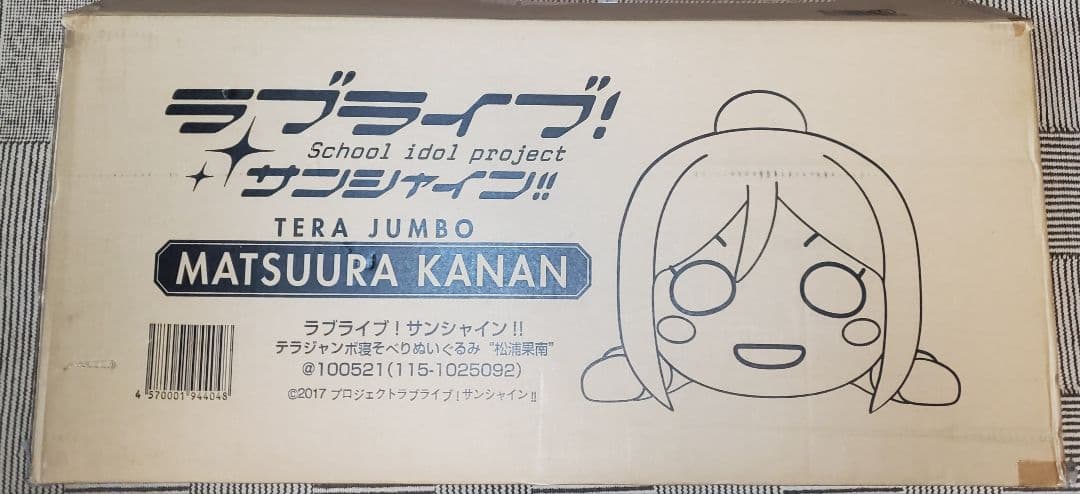 ラブライブ!
School idol project
サンシャイン!!
TERA JUMBO
MATSUURA KANAN
ラブライブ!サンシャイン!!
テラジャンボ寝そべりぬいぐるみ “松浦果南”
@100521(115-1025092)
©2017 プロジェクトラブライブ!サンシャイン!!
4 570001 944048